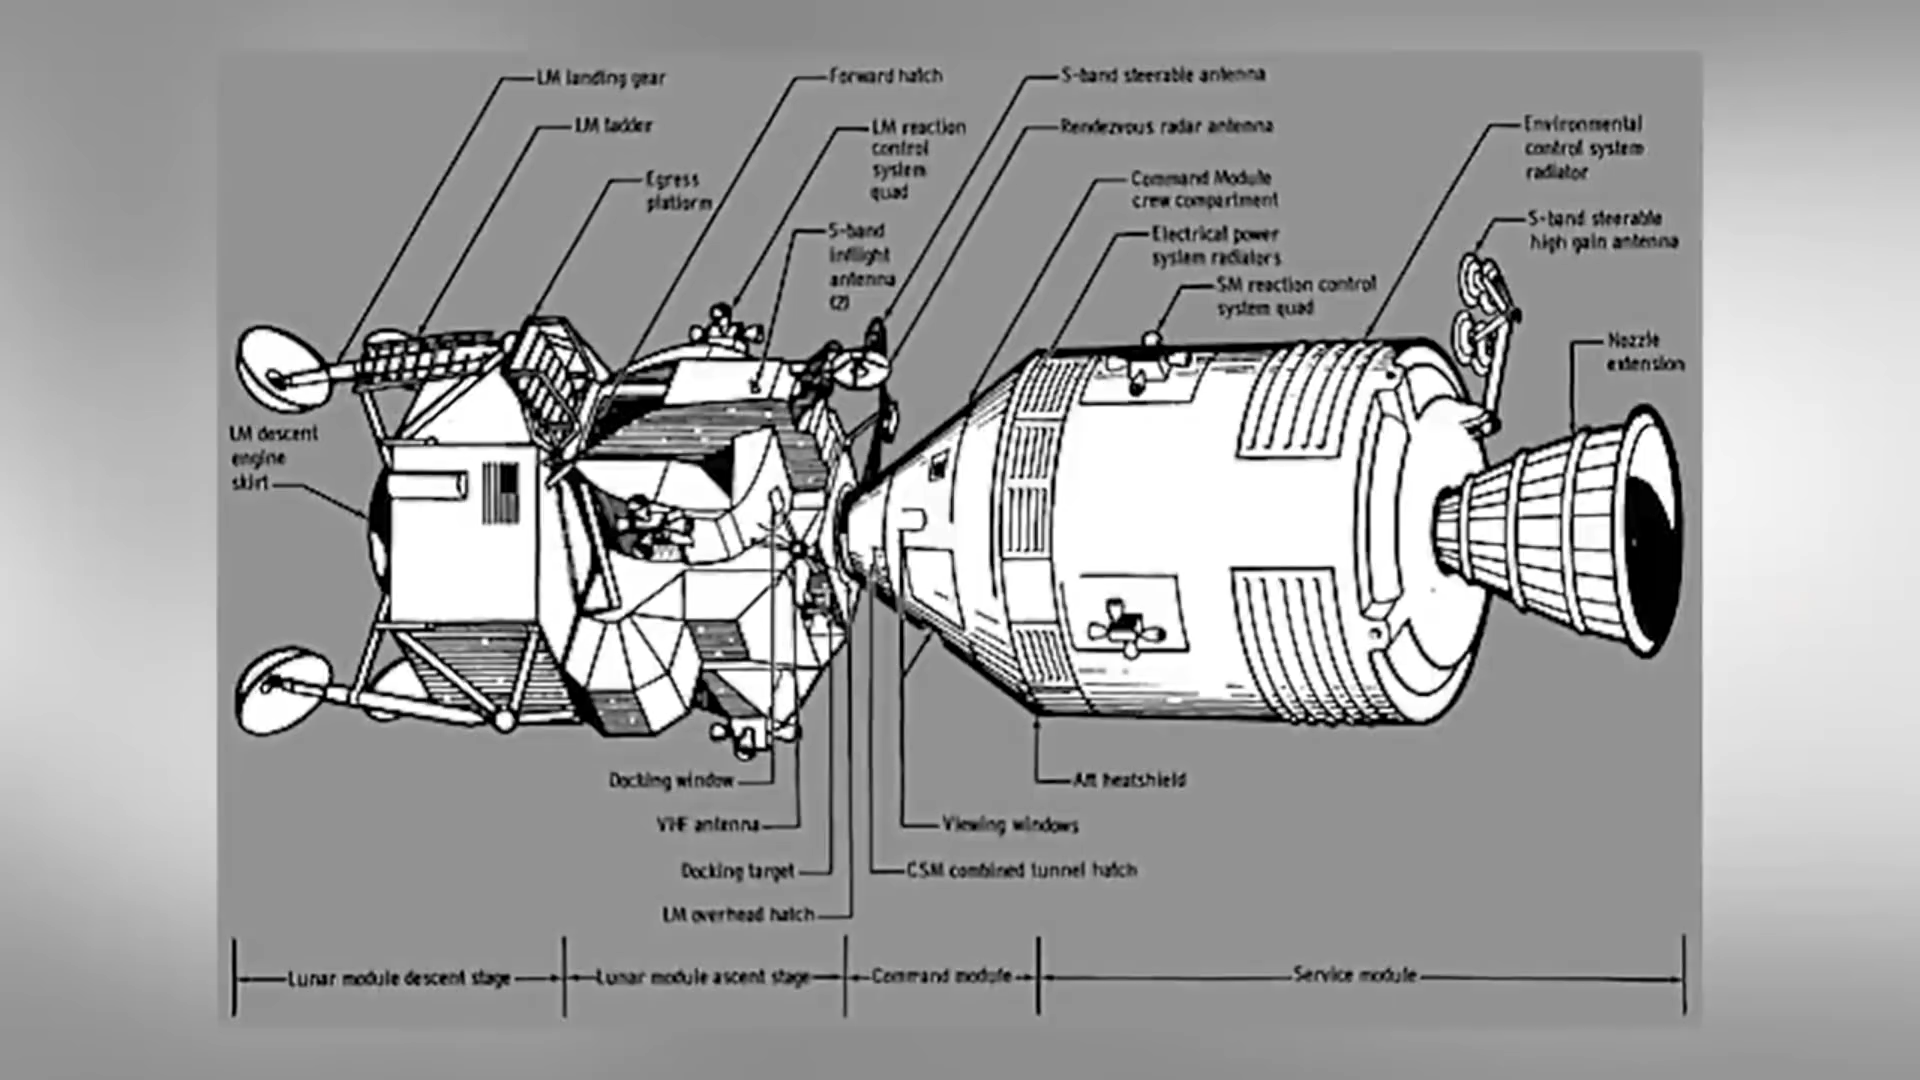 LM landing gear
Forward hatch
S-band steerable antenna
LM ladder
LM reaction
control
system
quad
Rendezvous radar antenna
Environmental
control system
radiator
Egress
platform
Command Module
crew compartment
S-band
inflight
antenna
(2)
Electrical power
system radiators
S-band steerable
high gain antenna
SM reaction control
system quad
Nozzle
extension
LM descent
engine
skirt
Docking window
Aft heatshield
VHF antenna
Viewing windows
Docking target
CSM combined tunnel hatch
LM overhead hatch
Lunar module descent stage
Lunar module ascent stage
Command module
Service module